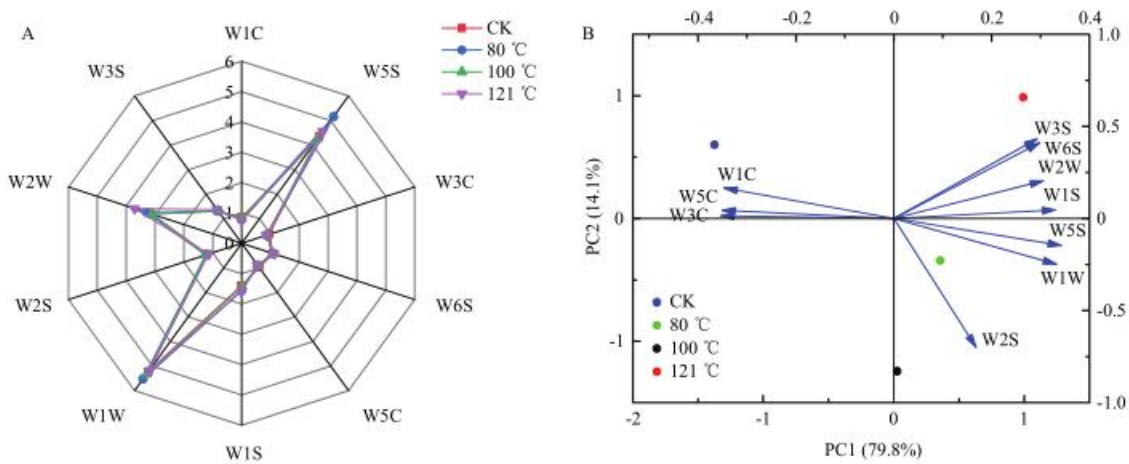 A
CK
80 ℃
100 ℃
121 ℃
W1C
W5S
W3C
W6S
W5C
W1S
W1W
W2S
W2W
W3S
6
5
4
3
2
1
0
B
-0.4 -0.2 0 0.2 0.4
1.0
0.5
0
-0.5
-1.0
1
0
-1
PC2 (14.1%)
W3S
W6S
W2W
W1S
W5S
W1W
W2S
W1C
W5C
W3C
CK
80 ℃
100 ℃
121 ℃
-2 -1 0 1
PC1 (79.8%)